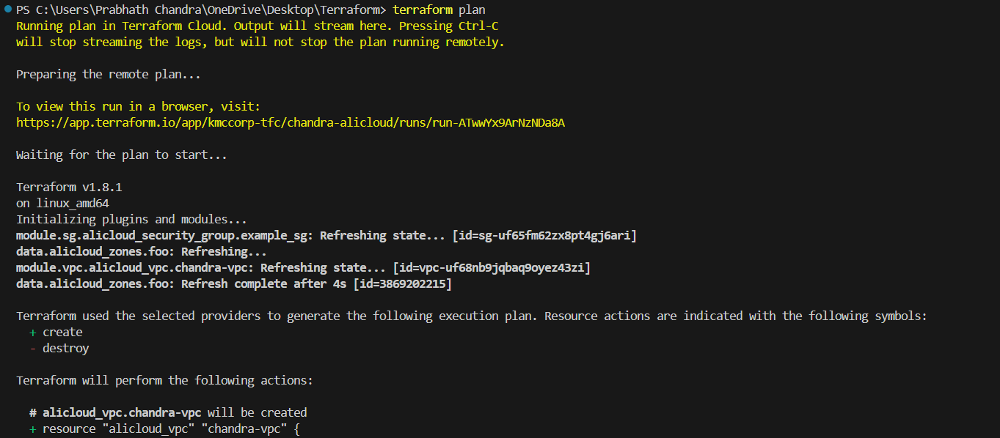 PS C:\Users\Prabhath Chandra\OneDrive\Desktop\Terraform> terraform plan
Running plan in Terraform Cloud. Output will stream here. Pressing Ctrl-C
will stop streaming the logs, but will not stop the plan running remotely.
Preparing the remote plan...
To view this run in a browser, visit:
https://app.terraform.io/app/kmccorp-tfc/chandra-alicloud/runs/run-ATwwYx9ArNzNDa8A
Waiting for the plan to start...
Terraform v1.8.1
on linux_amd64
Initializing plugins and modules...
module.sg.alicloud_security_group.example_sg: Refreshing state... [id=sg-uf65fm62zx8pt4gj6ari]
data.alicloud_zones.foo: Refreshing...
module.vpc.alicloud_vpc.chandra-vpc: Refreshing state... [id=vpc-uf68nb9jqbaq9oyez43zi]
data.alicloud_zones.foo: Refresh complete after 4s [id=3869202215]
Terraform used the selected providers to generate the following execution plan. Resource actions are indicated with the following symbols:
+ create
- destroy
Terraform will perform the following actions:
# alicloud_vpc.chandra-vpc will be created
+ resource "alicloud_vpc" "chandra-vpc" {